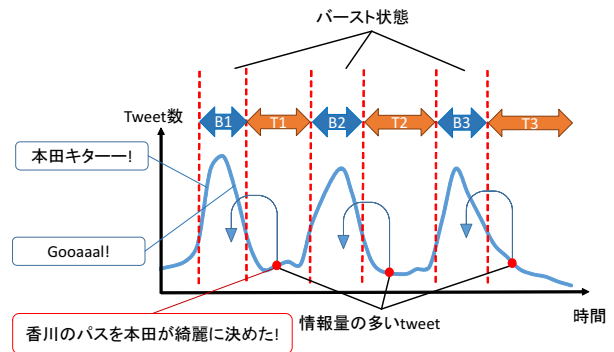 バースト状態
Tweet数
B1
T1
B2
T2
B3
T3
本田キターー!
Gooaaal!
香川のパスを本田が綺麗に決めた!
情報量の多いtweet
時間